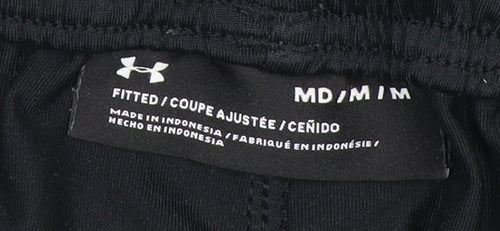 MD / M / M
FITTED / COUPE AJUSTÉE / CEÑIDO
MADE IN INDONESIA / FABRIQUÉ EN INDONÉSIE /
HECHO EN INDONESIA